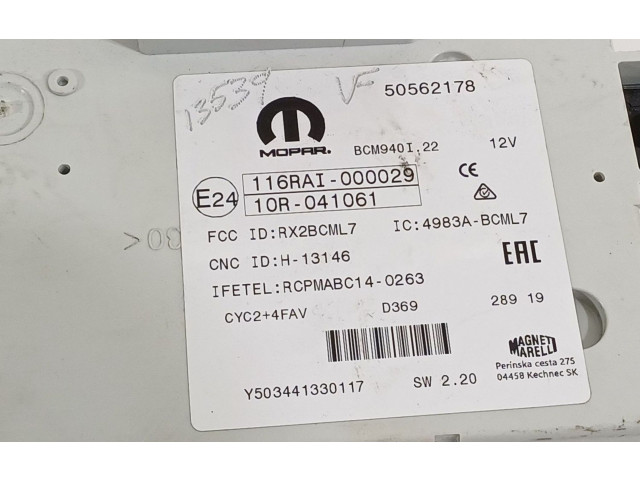 13539 VF 50562178
MOPAR. BCM940I.22 12V
E24 116RAI-000029 CE
10R-041061
FCC ID:RX2BCML7 IC:4983A-BCML7
CNC ID:H-13146 EAC
IFETEL:RCPMABC14-0263
CYC2+4FAV D369 289 19
MAGNETI MARELLI
Perinska cesta 275
04458 Kechnec SK
Y503441330117 SW 2.20